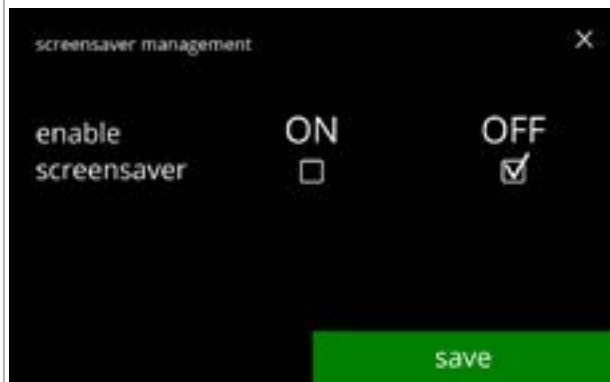 screensaver management ×
enable ON OFF
screensaver
save